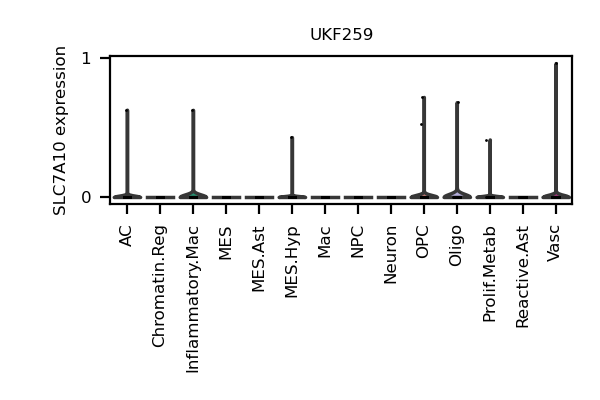 UKF259
SLC7A10 expression
1
0
AC
Chromatin.Reg
Inflammatory.Mac
MES
MES.Ast
MES.Hyp
Mac
NPC
Neuron
OPC
Oligo
Prolif.Metab
Reactive.Ast
Vasc